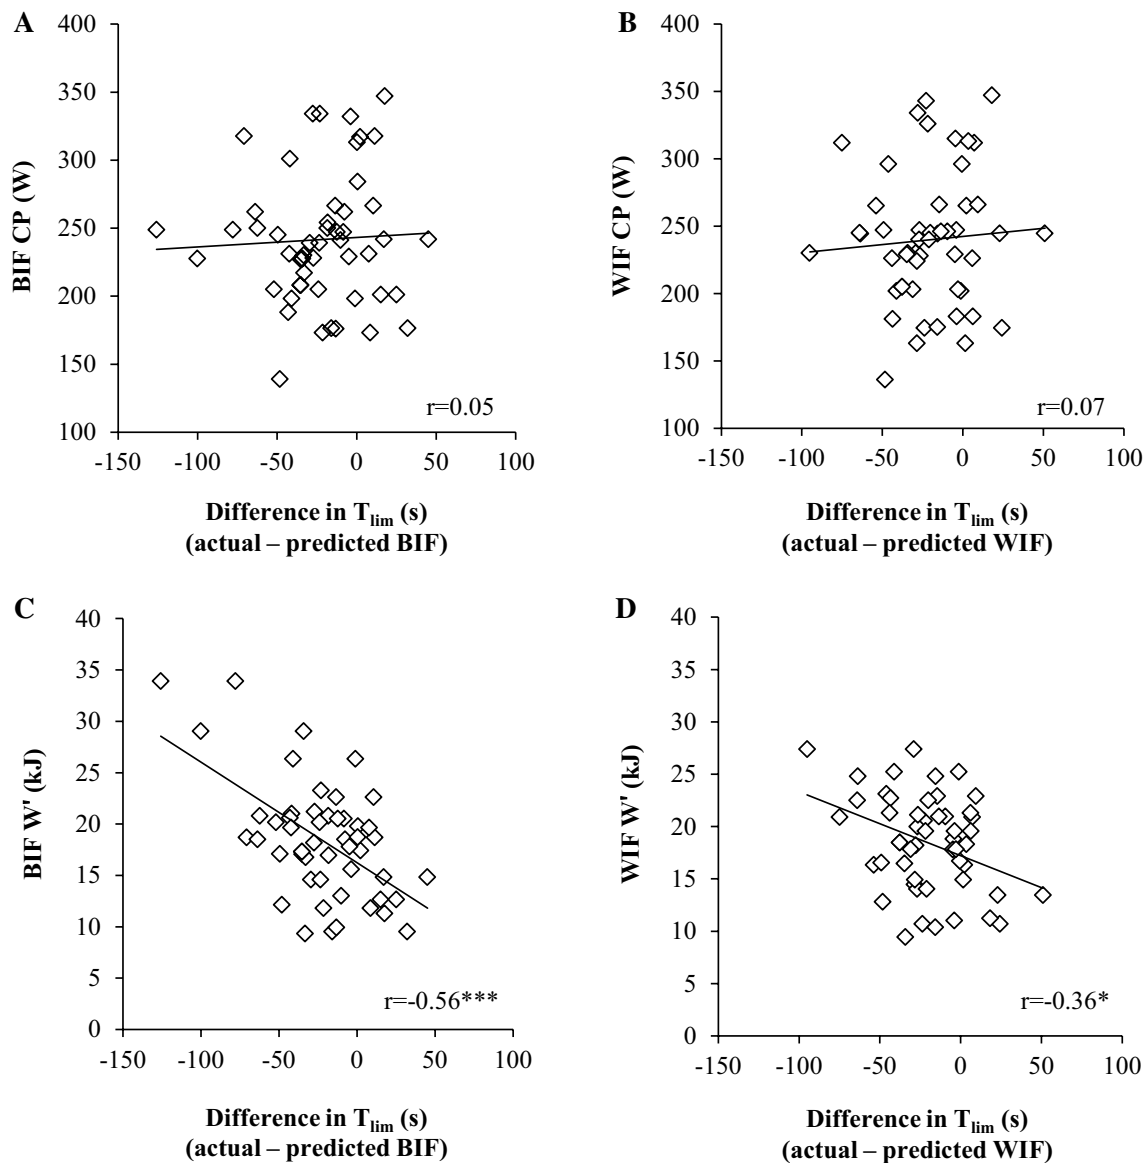 A
400
350
300
250
200
150
100
BIF CP (W)
r=0.05
-150 -100 -50 0 50 100
Difference in Tlim (s)
(actual – predicted BIF)
B
400
350
300
250
200
150
100
WIF CP (W)
r=0.07
-150 -100 -50 0 50 100
Difference in Tlim (s)
(actual – predicted WIF)
C
40
35
30
25
20
15
10
5
0
BIF W' (kJ)
r=-0.56***
-150 -100 -50 0 50 100
Difference in Tlim (s)
(actual – predicted BIF)
D
40
35
30
25
20
15
10
5
0
WIF W' (kJ)
r=-0.36*
-150 -100 -50 0 50 100
Difference in Tlim (s)
(actual – predicted WIF)